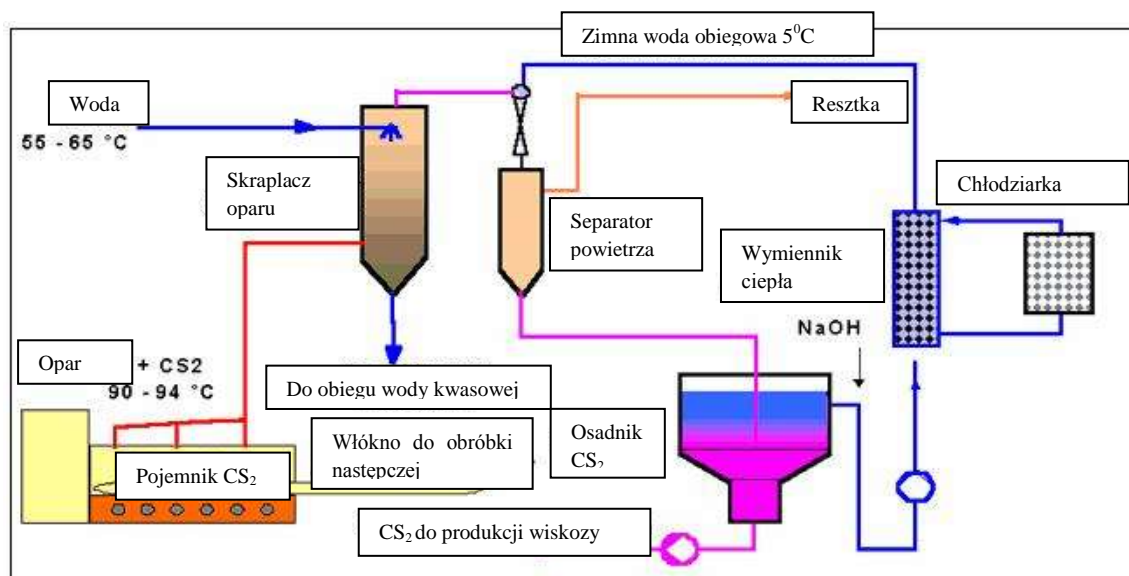 Zimna woda obiegowa 5⁰C
Woda
55 - 65 °C
Resztka
Skraplacz
oparu
Chłodziarka
Separator
powietrza
Wymiennik
ciepła
NaOH
Opar
+ CS2
90 - 94 °C
Do obiegu wody kwasowej
Włókno do obróbki
następczej
Osadnik
CS₂
Pojemnik CS₂
CS₂ do produkcji wiskozy